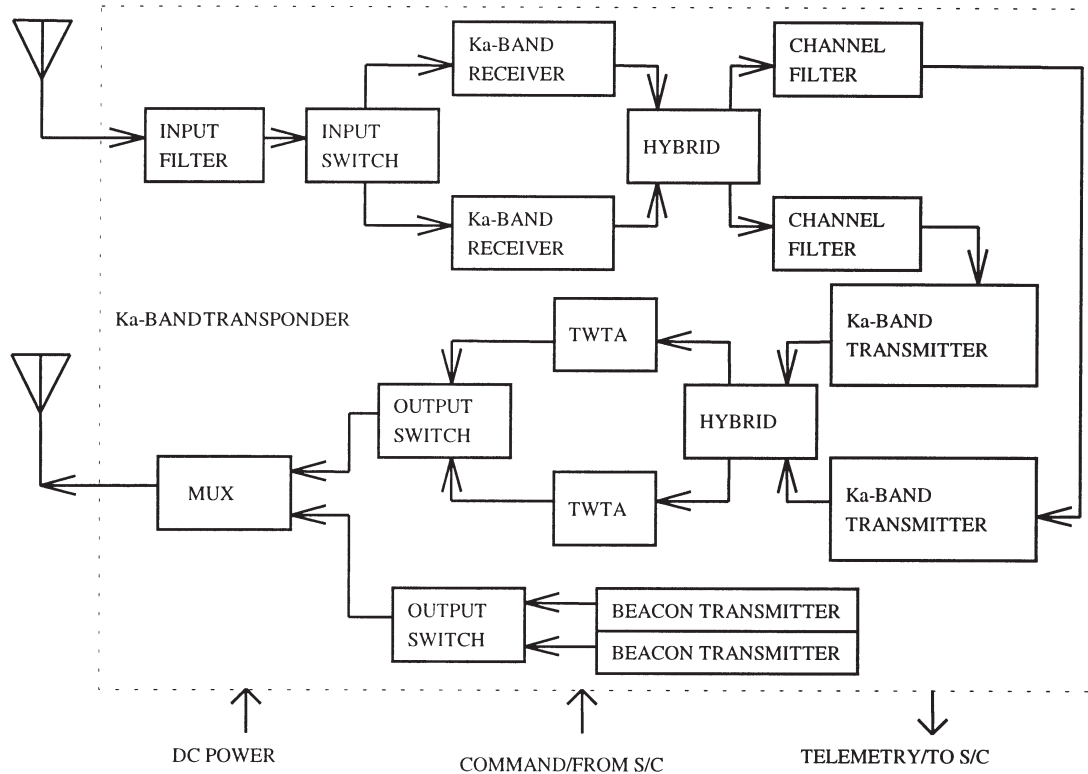 Ka-BAND
RECEIVER
CHANNEL
FILTER
INPUT
FILTER
INPUT
SWITCH
HYBRID
Ka-BAND
RECEIVER
CHANNEL
FILTER
Ka-BAND TRANSPONDER
TWTA
Ka-BAND
TRANSMITTER
OUTPUT
SWITCH
HYBRID
MUX
TWTA
Ka-BAND
TRANSMITTER
OUTPUT
SWITCH
BEACON TRANSMITTER
BEACON TRANSMITTER
DC POWER
COMMAND/FROM S/C
TELEMETRY/TO S/C